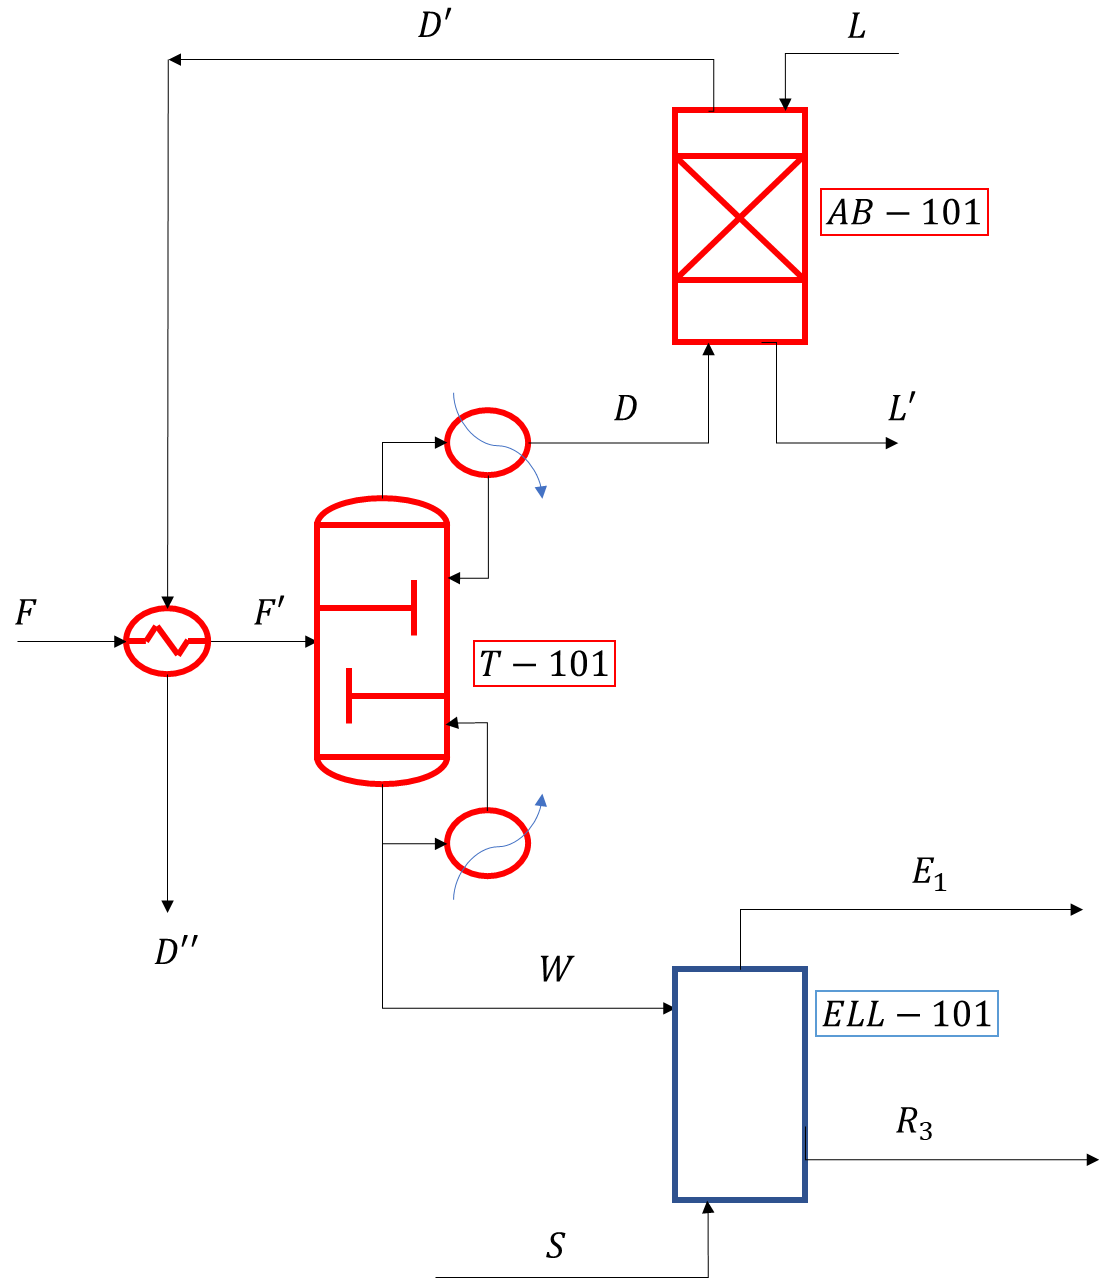 D′
L
AB − 101
D
L′
F
F′
T − 101
E₁
D′′
W
ELL − 101
R₃
S